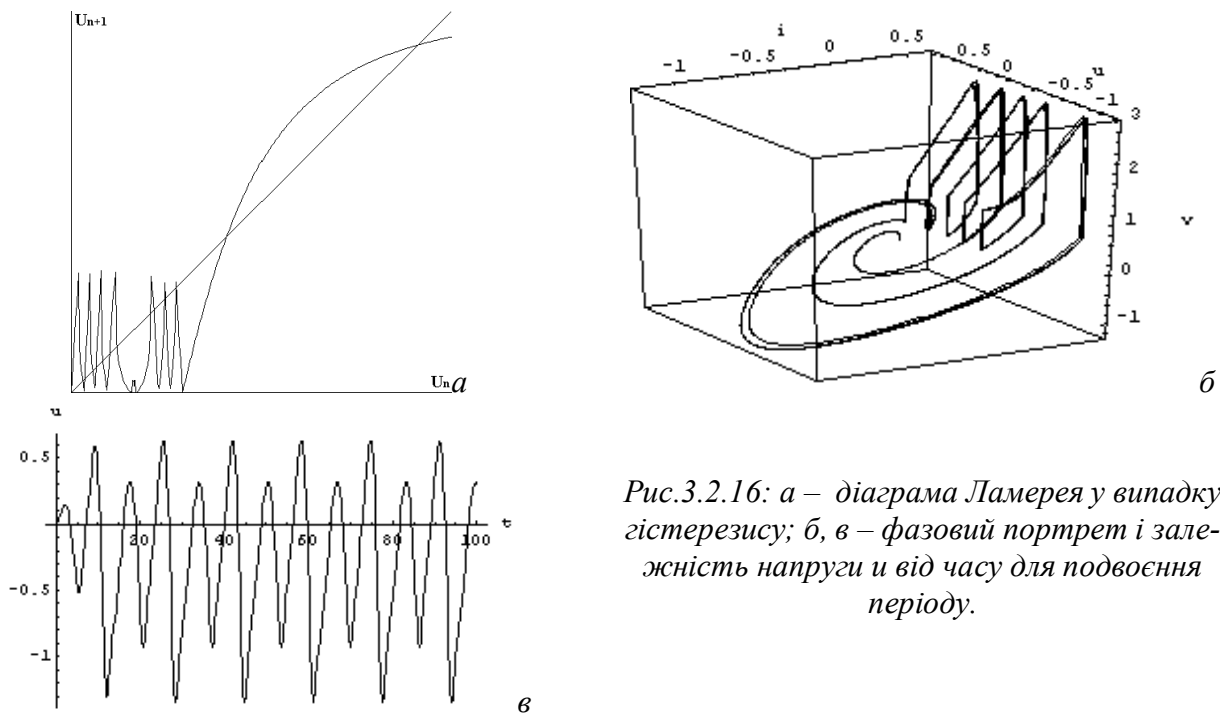 Un+1
Un а
i
-1 -0.5 0 0.5
0.5 0 -0.5 u -1
3
2
1
v
0
-1
б
u
0.5
t
20 40 60 80 100
-0.5
-1
в
Рис.3.2.16: а – діаграма Ламерея у випадку
гістерезису; б, в – фазовий портрет і зале-
жність напруги u від часу для подвоєння
періоду.